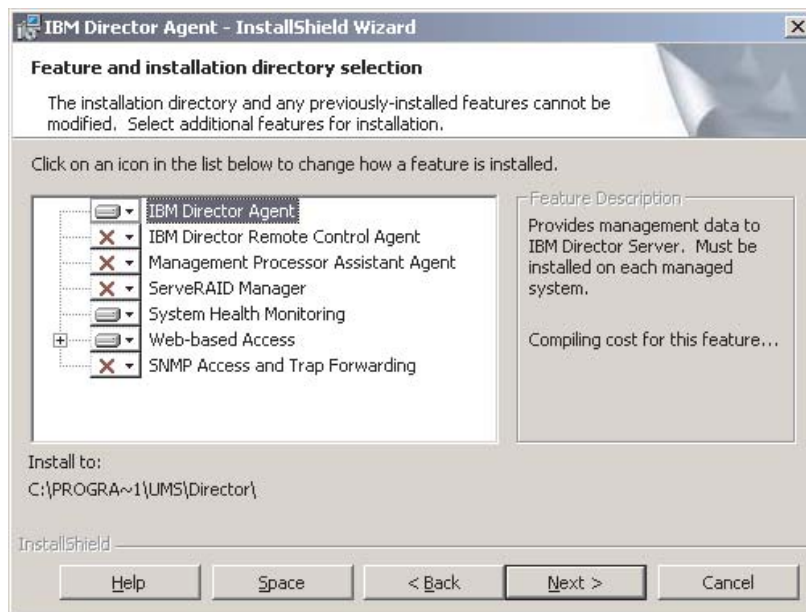 IBM Director Agent - InstallShield Wizard
Feature and installation directory selection
The installation directory and any previously-installed features cannot be
modified. Select additional features for installation.
Click on an icon in the list below to change how a feature is installed.
IBM Director Agent
IBM Director Remote Control Agent
Management Processor Assistant Agent
ServeRAID Manager
System Health Monitoring
Web-based Access
SNMP Access and Trap Forwarding
Feature Description
Provides management data to
IBM Director Server. Must be
installed on each managed
system.
Compiling cost for this feature...
Install to:
C:\PROGRA~1\UMS\Director\
InstallShield
Help
Space
< Back
Next >
Cancel